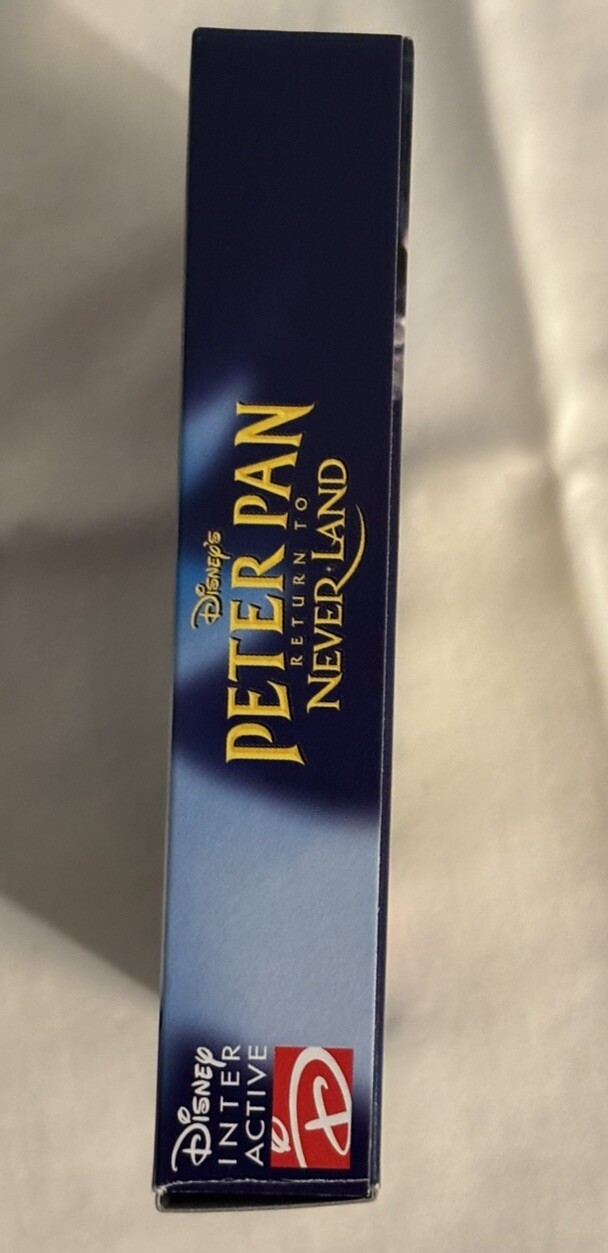 Disney's
PETER PAN
RETURN TO
NEVER LAND
Disney
INTER
ACTIVE